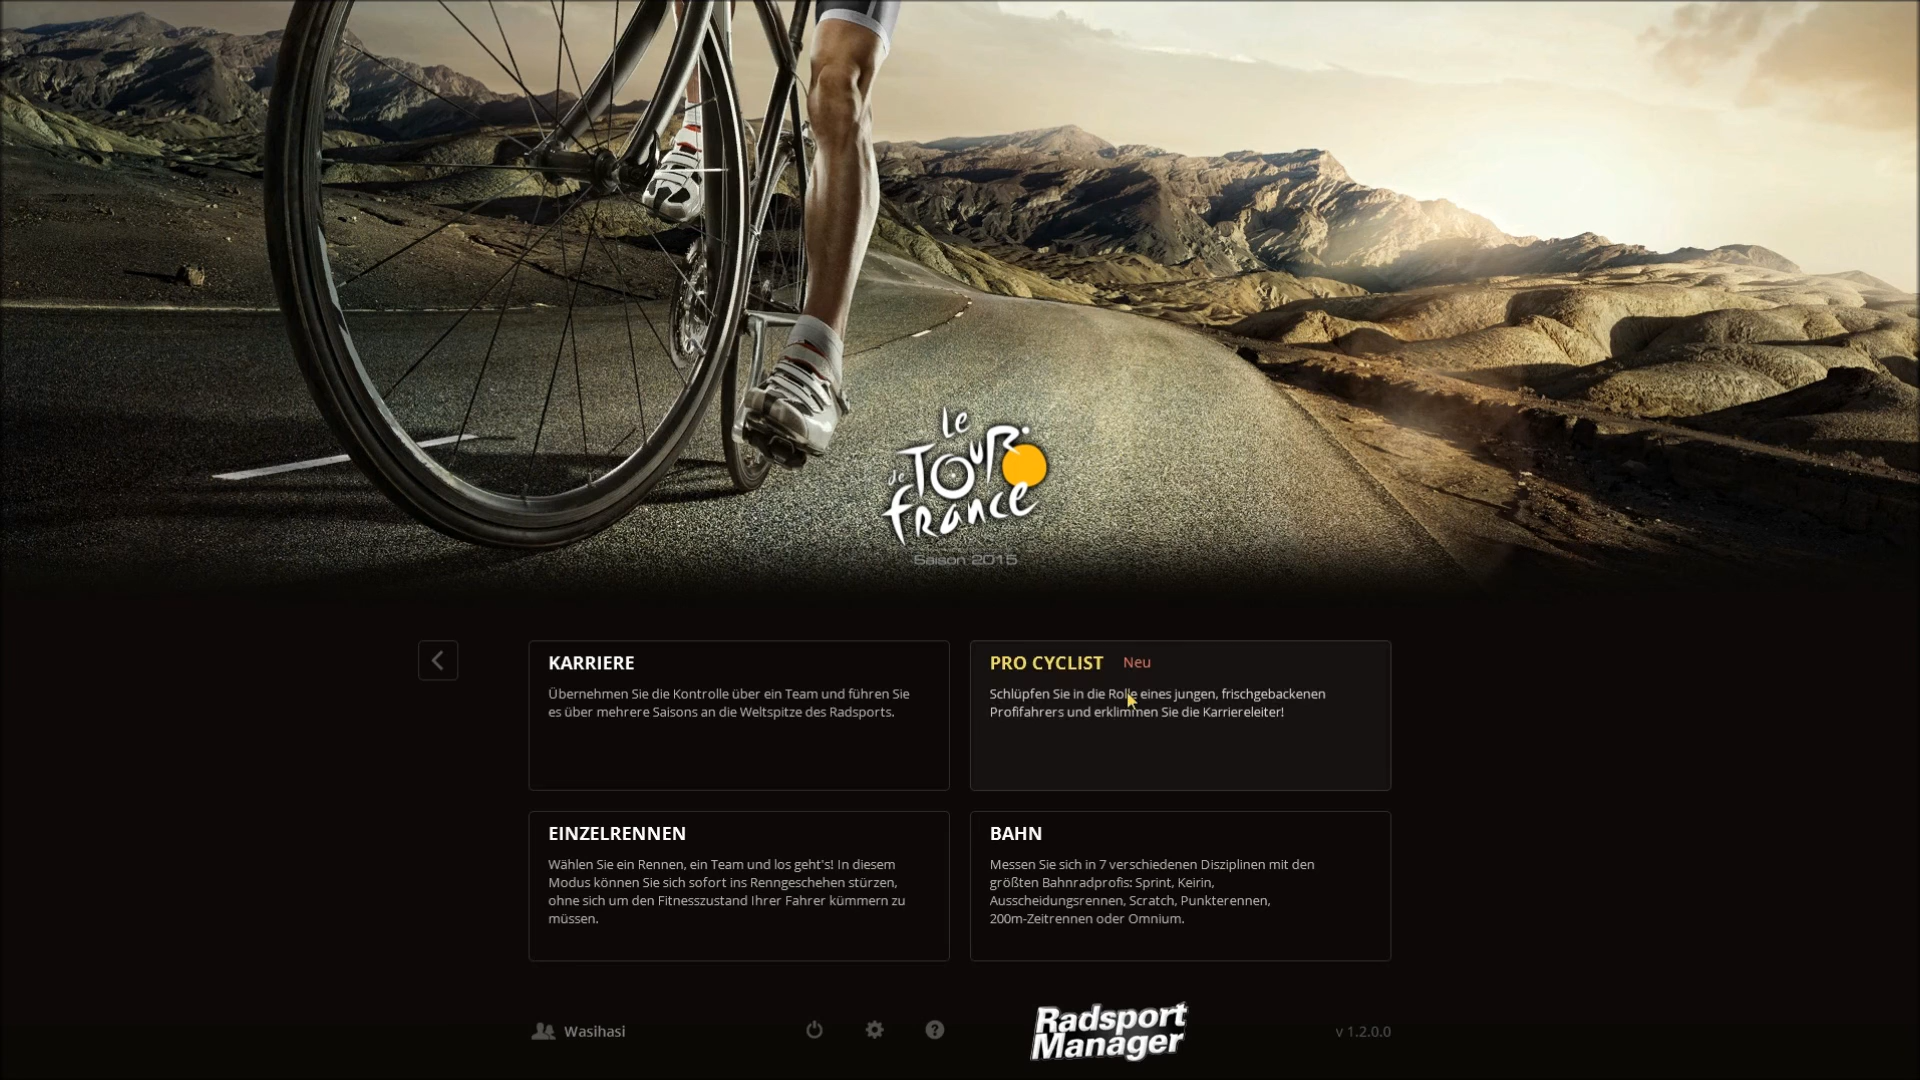 Le
Tour
de
France
Saison 2015
KARRIERE
Übernehmen Sie die Kontrolle über ein Team und führen Sie
es über mehrere Saisons an die Weltspitze des Radsports.
PRO CYCLIST Neu
Schlüpfen Sie in die Rolle eines jungen, frischgebackenen
Profifahrers und erklimmen Sie die Karriereleiter!
EINZELRENNEN
Wählen Sie ein Rennen, ein Team und los geht's! In diesem
Modus können Sie sich sofort ins Renngeschehen stürzen,
ohne sich um den Fitnesszustand Ihrer Fahrer kümmern zu
müssen.
BAHN
Messen Sie sich in 7 verschiedenen Disziplinen mit den
größten Bahnradprofis: Sprint, Keirin,
Ausscheidungsrennen, Scratch, Punkterennen,
200m-Zeitrennen oder Omnium.
Wasihasi
?
Radsport
Manager
v 1.2.0.0